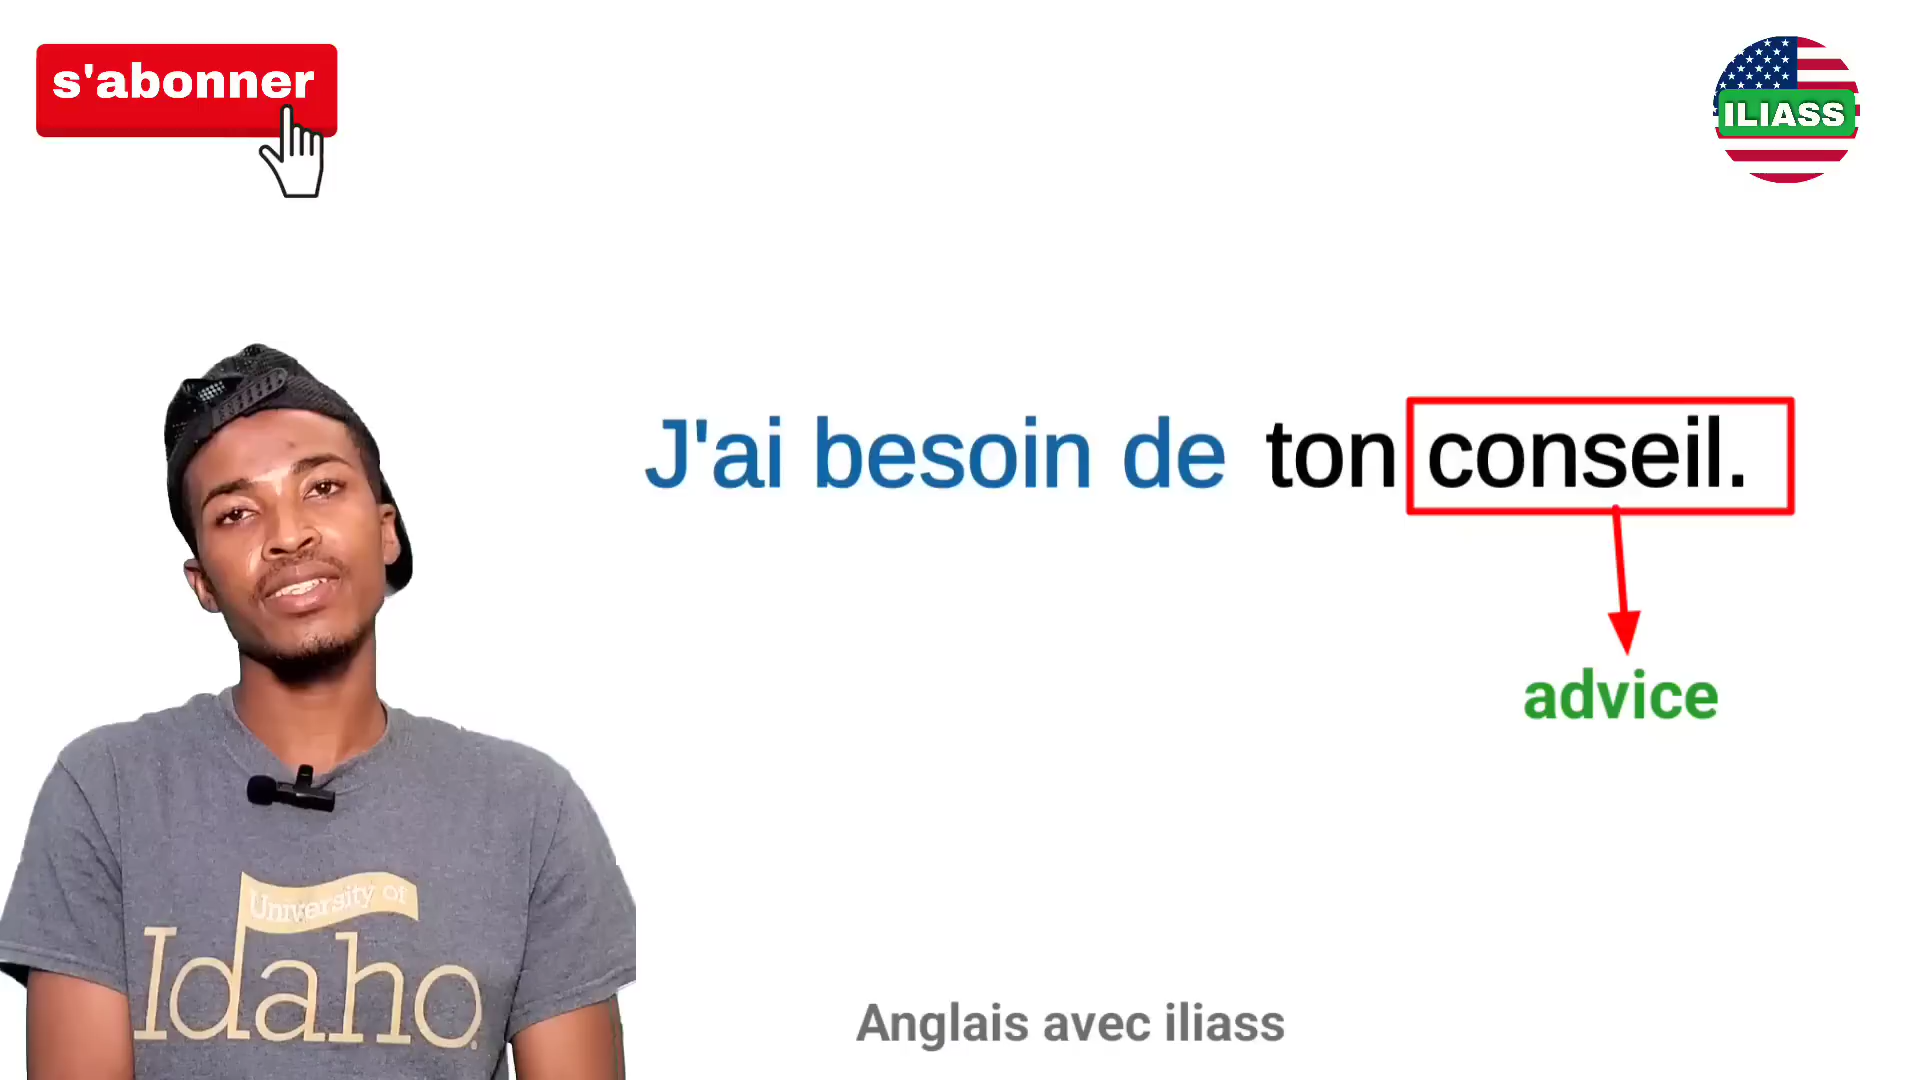 s'abonner
ILIASS
J'ai besoin de ton conseil.
advice
University of
Idaho
Anglais avec iliass